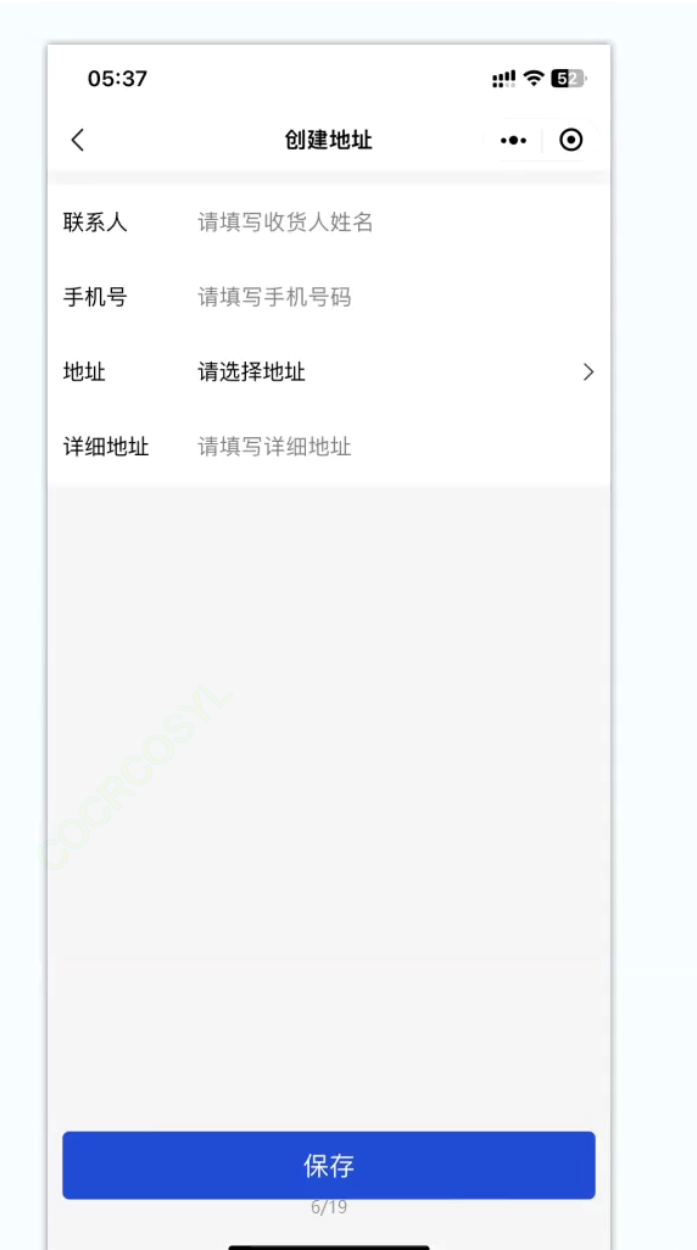 05:37
52
创建地址
联系人 请填写收货人姓名
手机号 请填写手机号码
地址 请选择地址
详细地址 请填写详细地址
COCRCOSYL
保存
6/19